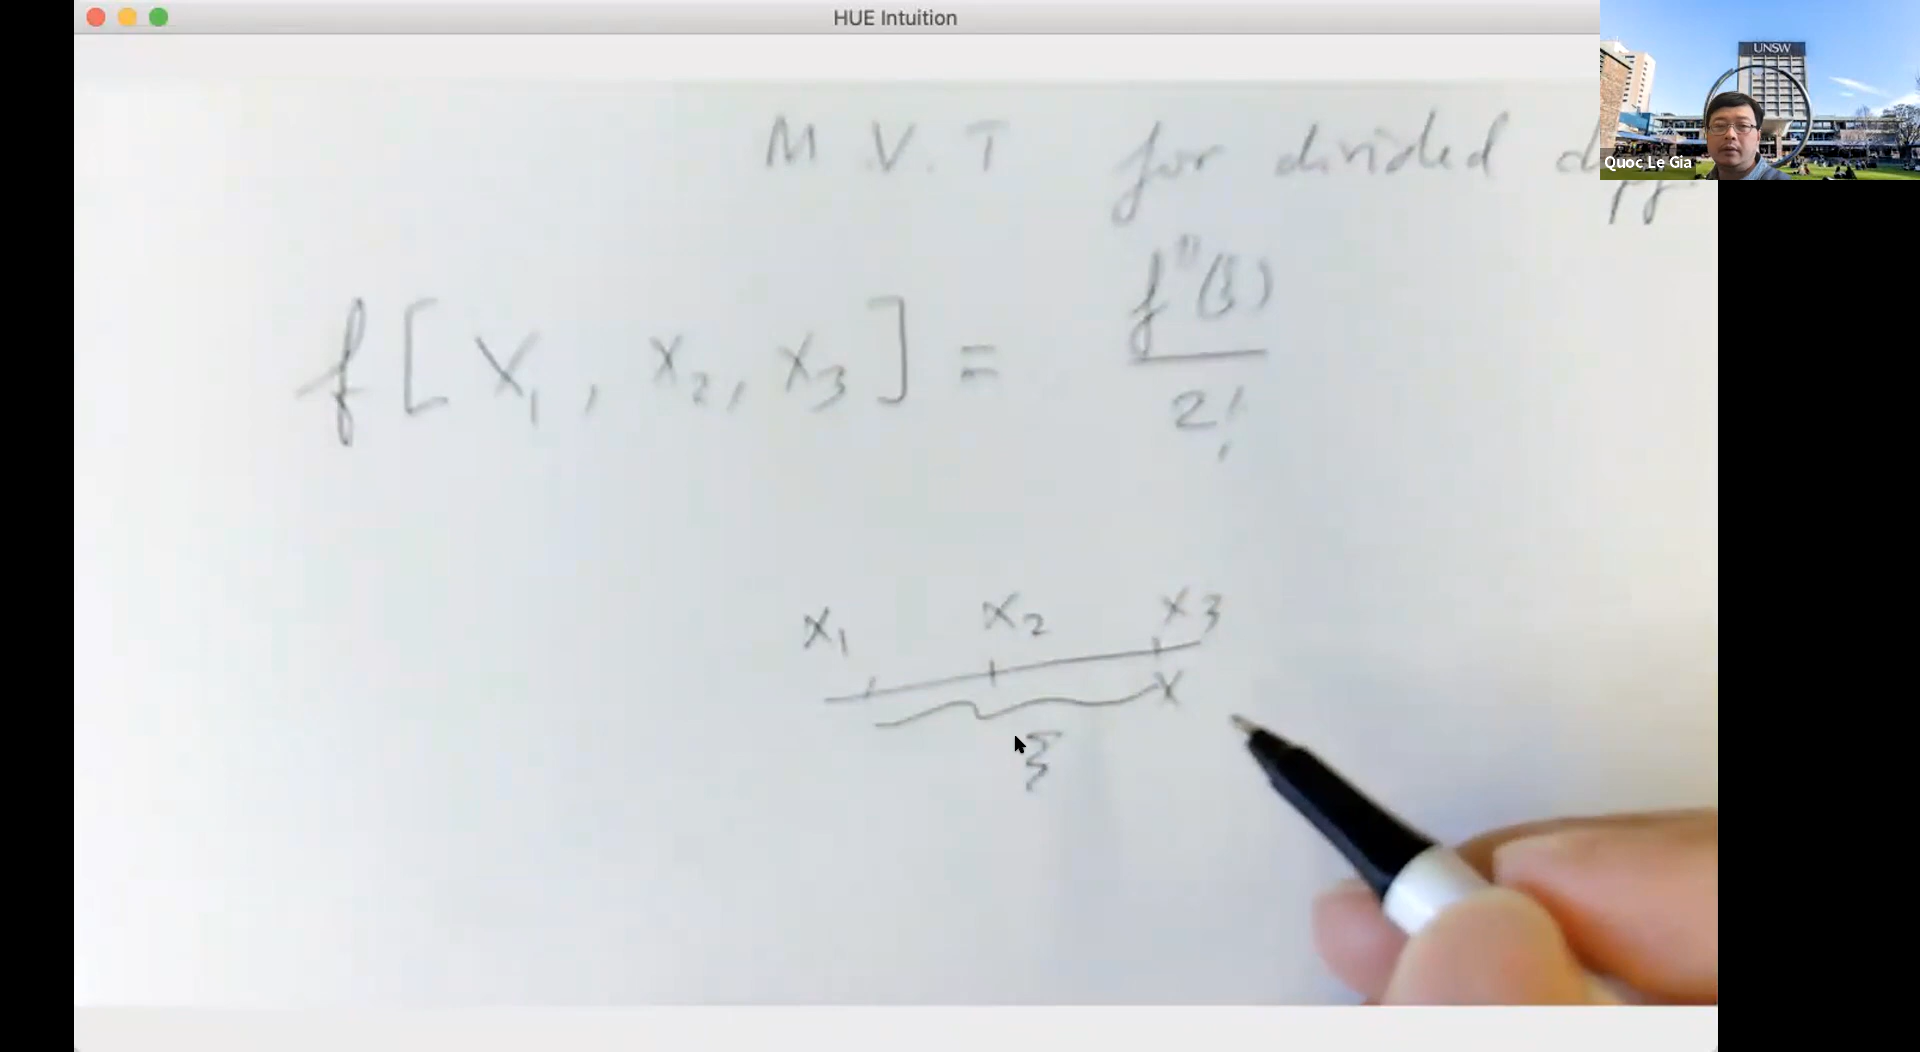 HUE Intuition
UNSW
Quoc Le Gia
M.V.T for divided diff
f[x₁, x₂, x₃] = f''(ξ) / 2!
x₁ x₂ x₃
x
ξ